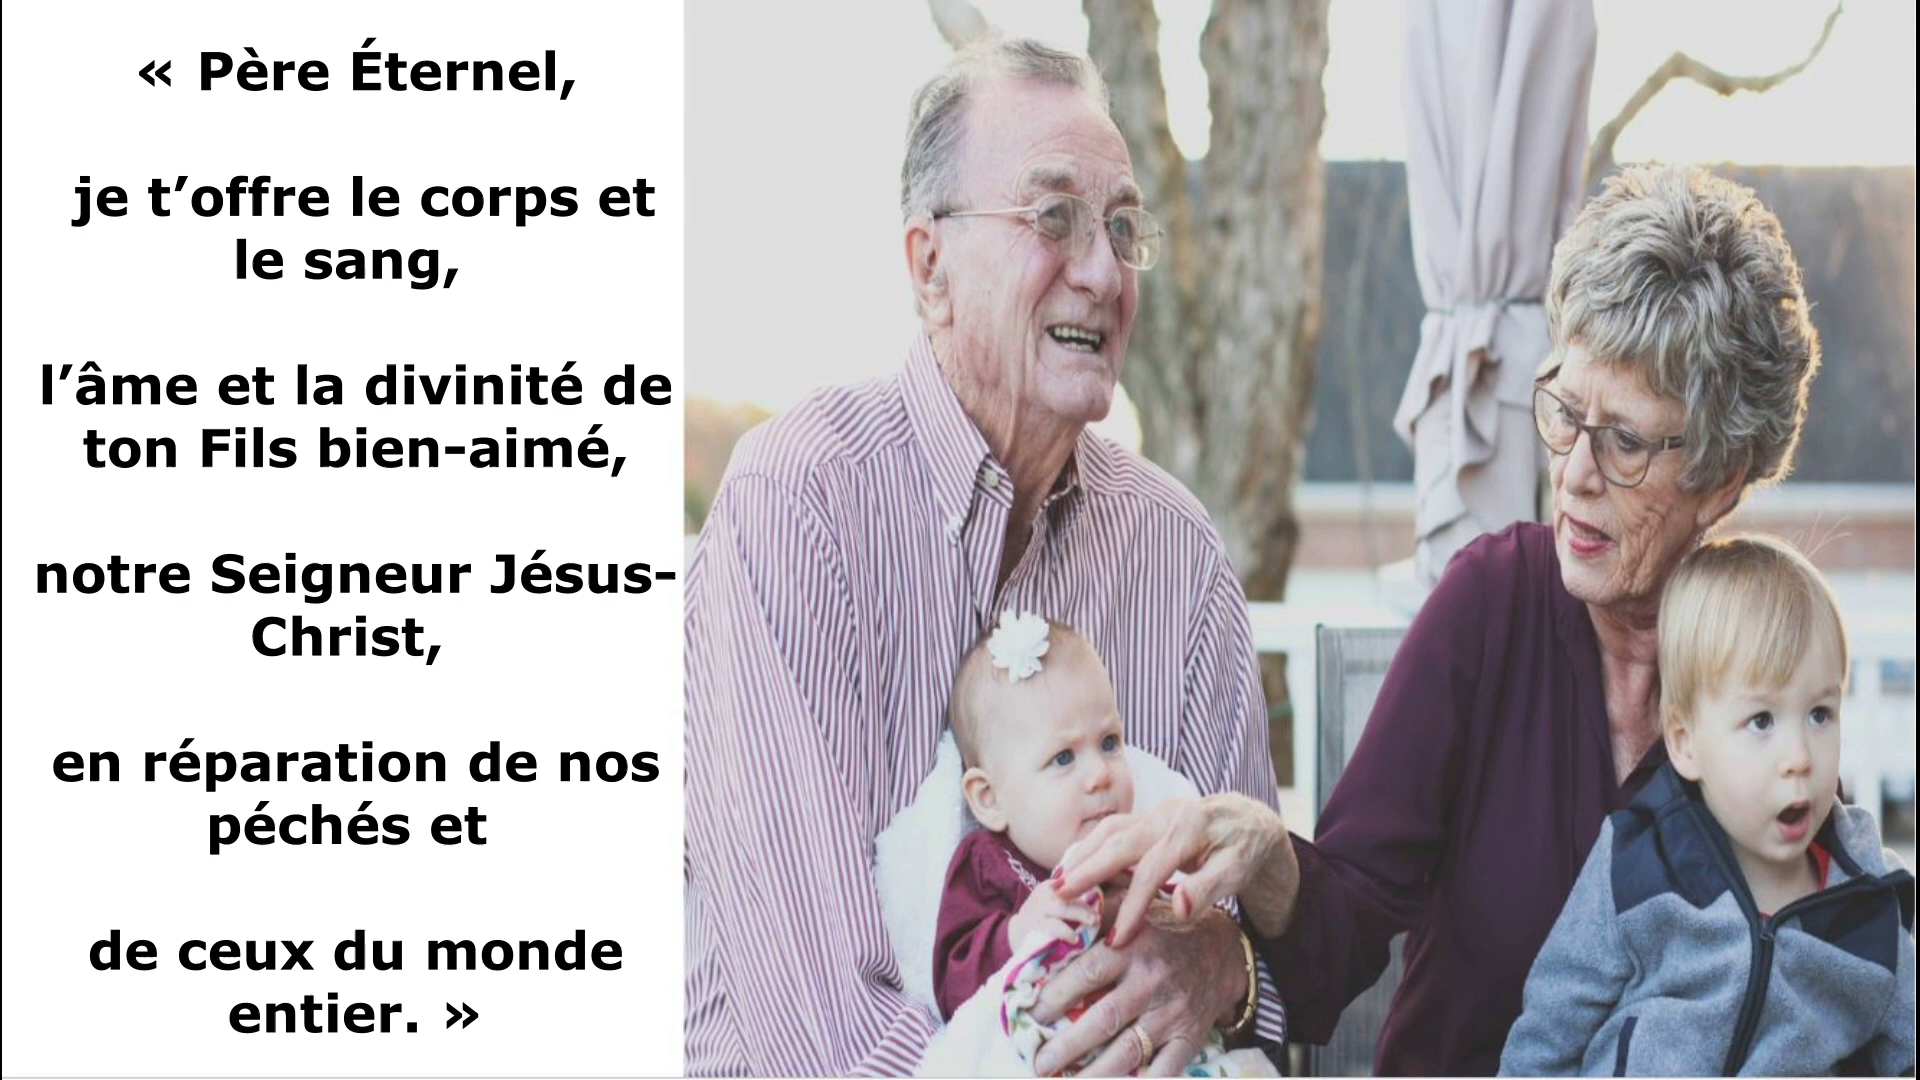 « Père Éternel,
je t’offre le corps et
le sang,
l’âme et la divinité de
ton Fils bien-aimé,
notre Seigneur Jésus-
Christ,
en réparation de nos
péchés et
de ceux du monde
entier. »